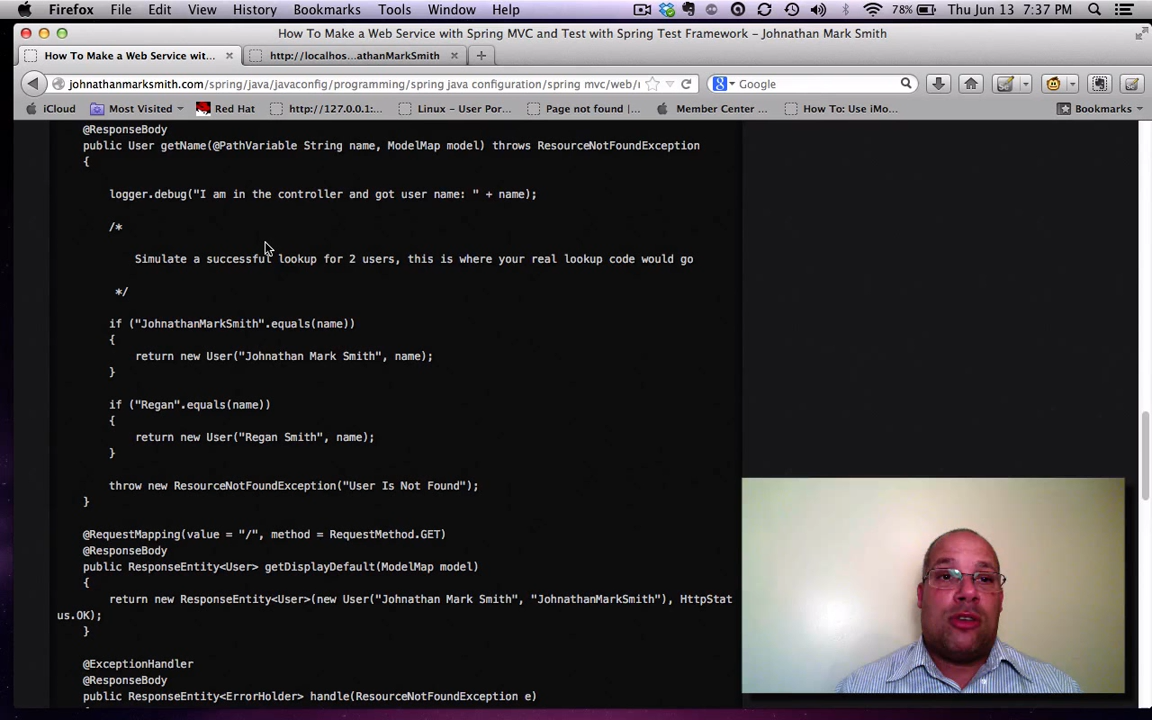 Firefox File Edit View History Bookmarks Tools Window Help 78% Thu Jun 13 7:37 PM
How To Make a Web Service with Spring MVC and Test with Spring Test Framework - Johnathan Mark Smith
How To Make a Web Service wit... http://localhos...athanMarkSmith
johnathanmarksmith.com/spring/java/javaconfig/programming/spring java configuration/spring mvc/web/r Google
iCloud Most Visited Red Hat http://127.0.0.1:... Linux - User Por... Page not found |... Member Center ... How To: Use iMo... Bookmarks
@ResponseBody
public User getName(@PathVariable String name, ModelMap model) throws ResourceNotFoundException
{
logger.debug("I am in the controller and got user name: " + name);
/*
Simulate a successful lookup for 2 users, this is where your real lookup code would go
*/
if ("JohnathanMarkSmith".equals(name))
{
return new User("Johnathan Mark Smith", name);
}
if ("Regan".equals(name))
{
return new User("Regan Smith", name);
}
throw new ResourceNotFoundException("User Is Not Found");
}
@RequestMapping(value = "/", method = RequestMethod.GET)
@ResponseBody
public ResponseEntity<User> getDisplayDefault(ModelMap model)
{
return new ResponseEntity<User>(new User("Johnathan Mark Smith", "JohnathanMarkSmith"), HttpStat
us.OK);
}
@ExceptionHandler
@ResponseBody
public ResponseEntity<ErrorHolder> handle(ResourceNotFoundException e)